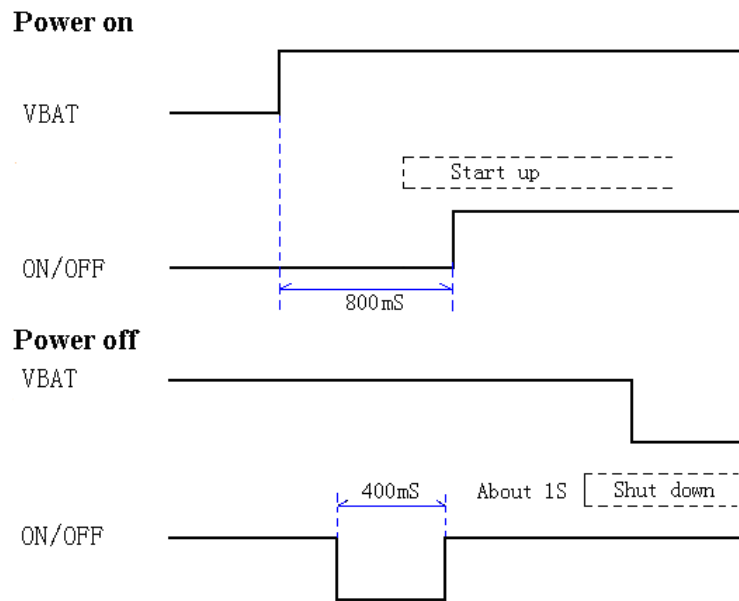 Power on
VBAT
Start up
ON/OFF
800mS
Power off
VBAT
400mS
About 1S
Shut down
ON/OFF